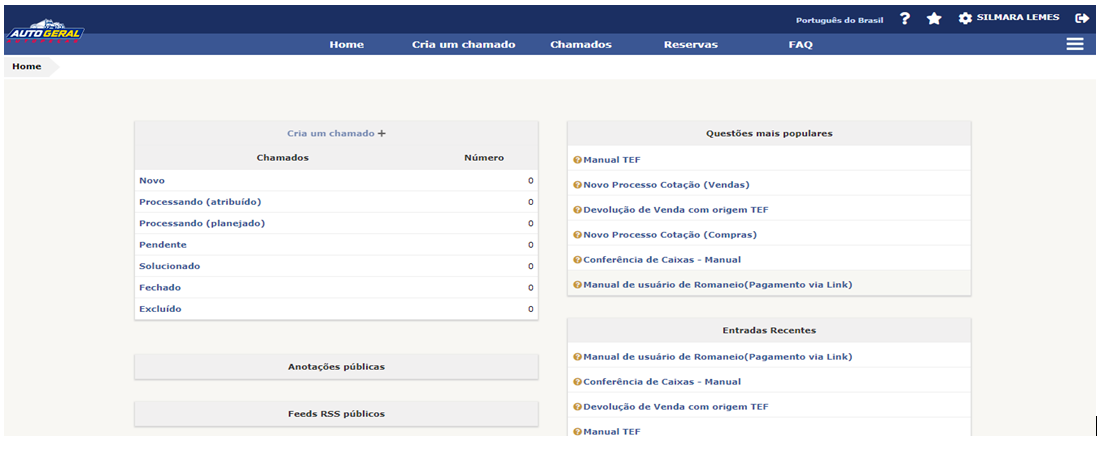 Português do Brasil ? SILMARA LEMES
AUTO GERAL
Home Cria um chamado Chamados Reservas FAQ
Home
Cria um chamado +
Chamados Número
Novo 0
Processando (atribuído) 0
Processando (planejado) 0
Pendente 0
Solucionado 0
Fechado 0
Excluído 0
Anotações públicas
Feeds RSS públicos
Questões mais populares
Manual TEF
Novo Processo Cotação (Vendas)
Devolução de Venda com origem TEF
Novo Processo Cotação (Compras)
Conferência de Caixas - Manual
Manual de usuário de Romaneio(Pagamento via Link)
Entradas Recentes
Manual de usuário de Romaneio(Pagamento via Link)
Conferência de Caixas - Manual
Devolução de Venda com origem TEF
Manual TEF